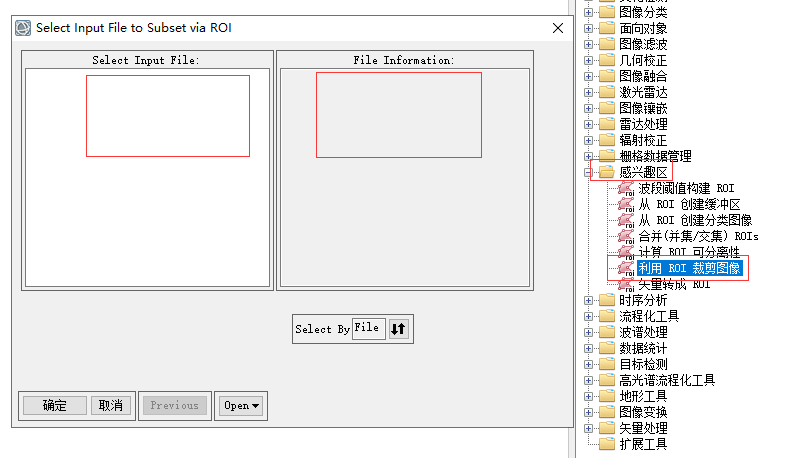 Select Input File to Subset via ROI
Select Input File:
File Information:
Select By File
确定
取消
Previous
Open
图像分类
面向对象
图像滤波
几何校正
图像融合
激光雷达
图像镶嵌
雷达处理
辐射校正
栅格数据管理
感兴趣区
波段阈值构建 ROI
从 ROI 创建缓冲区
从 ROI 创建分类图像
合并(并集/交集) ROIs
计算 ROI 可分离性
利用 ROI 裁剪图像
矢量转成 ROI
时序分析
流程化工具
波谱处理
数据统计
目标检测
高光谱流程化工具
地形工具
图像变换
矢量处理
扩展工具